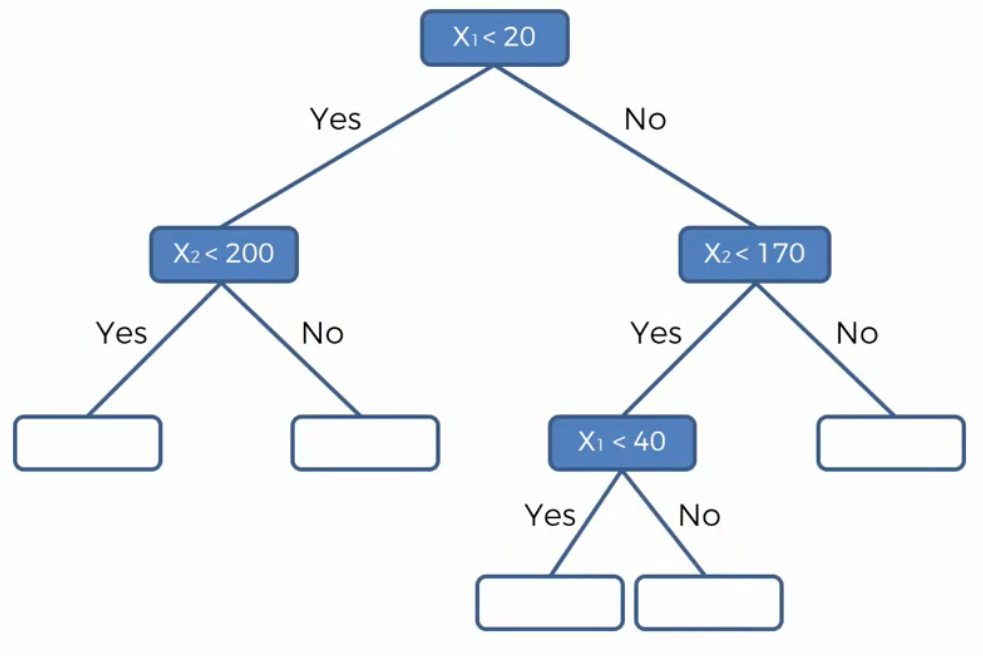 X₁ < 20
Yes
No
X₂ < 200
X₂ < 170
Yes
No
Yes
No
X₁ < 40
Yes
No